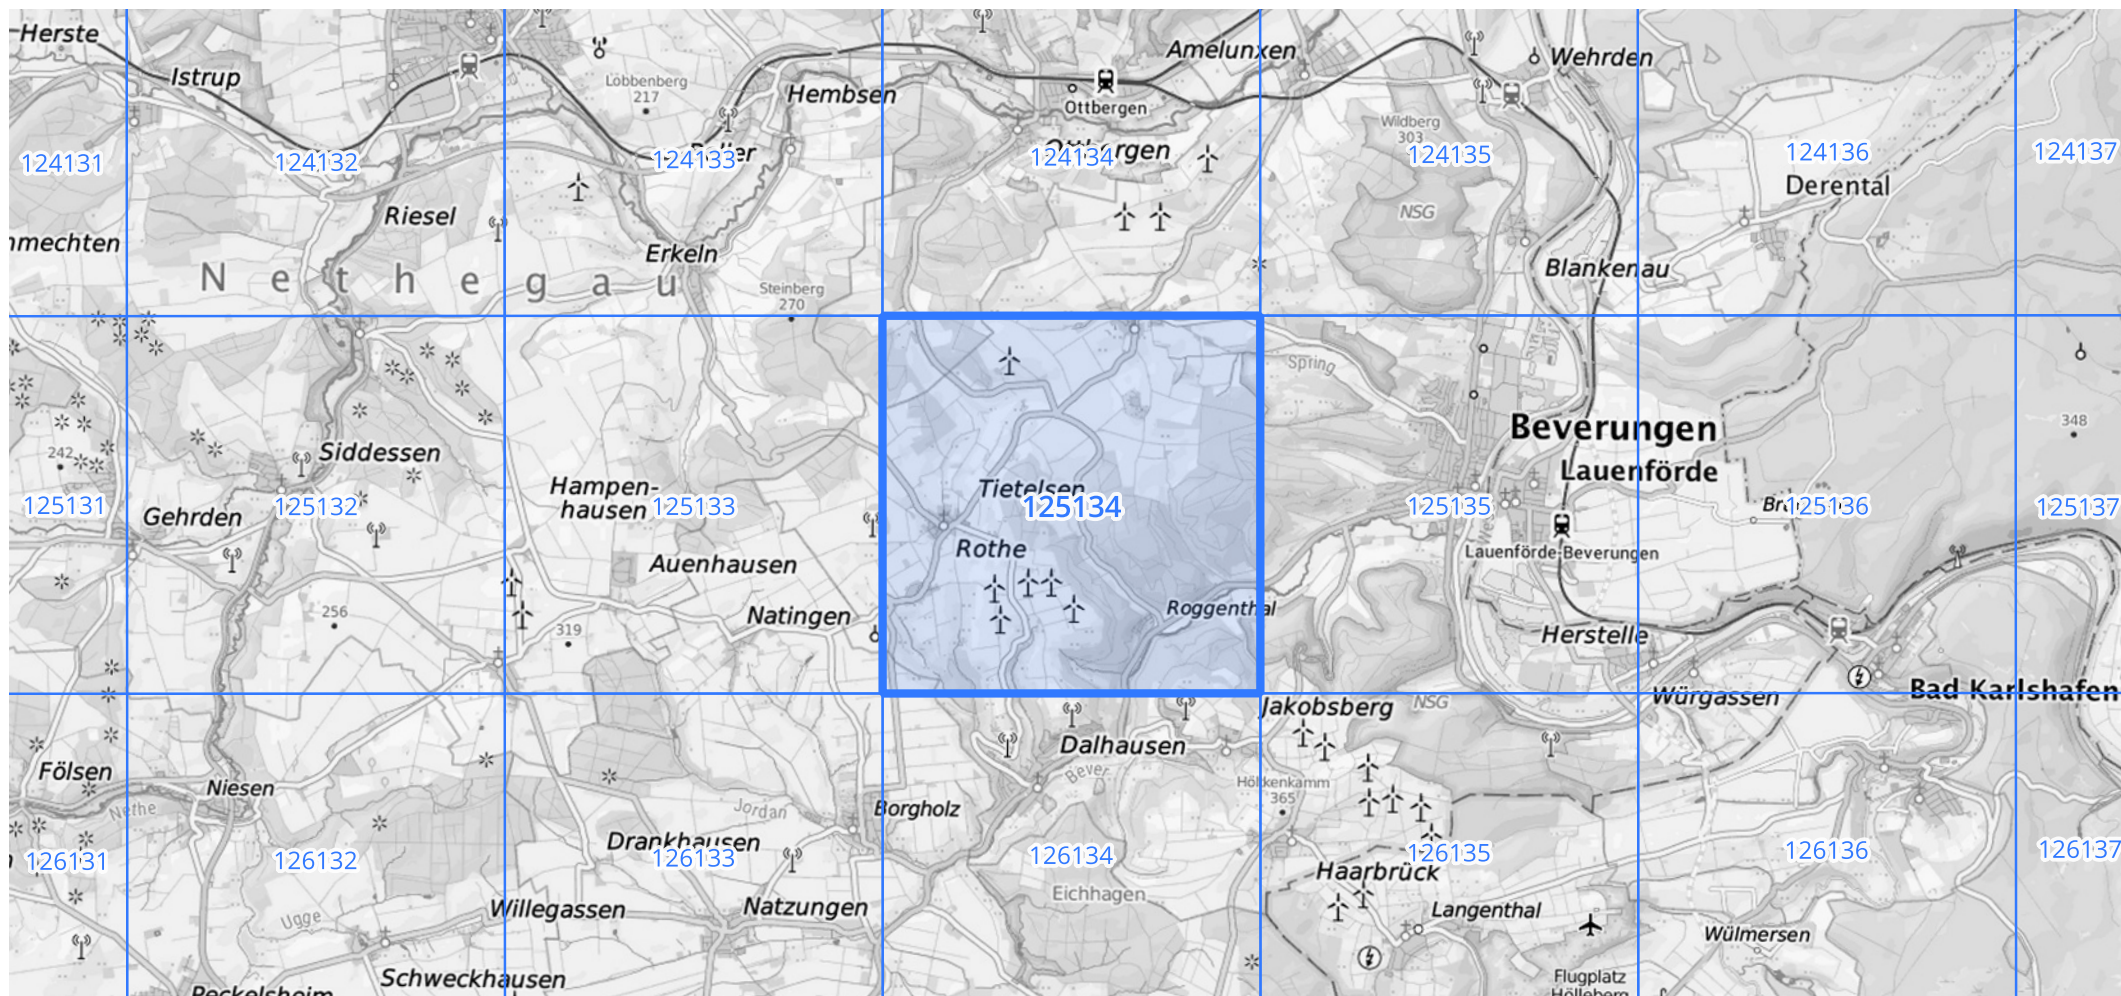 Herste
Istrup
Löbbenberg
217
Hembsen
Amelunxen
Ottbergen
Wehrden
Wildberg
303
124131
124132
124133
124134
124135
124136
124137
Derental
Riesel
NSG
Erkeln
Blankenau
Nethegau
Steinberg
270
Spring
Beverungen
348
242
Siddessen
Lauenförde
Hampen-
hausen
Tietelsen
125131
125132
125133
125134
125135
125136
125137
Gehrden
Rothe
Lauenförde-Beverungen
Auenhausen
256
319
Natingen
Roggenthal
Herstelle
Würgassen
Bad Karlshafen
Jakobsberg
NSG
Dalhausen
Bever
Fölsen
Niesen
Nethe
Jordan
Borgholz
365
Drankhausen
126131
126132
126133
126134
126135
126136
126137
Haarbrück
Eichhagen
Willegassen
Natzungen
Langenthal
Ugge
Wülmersen
Schweckhausen
Flugplatz
Hölleberg
Peckelsheim